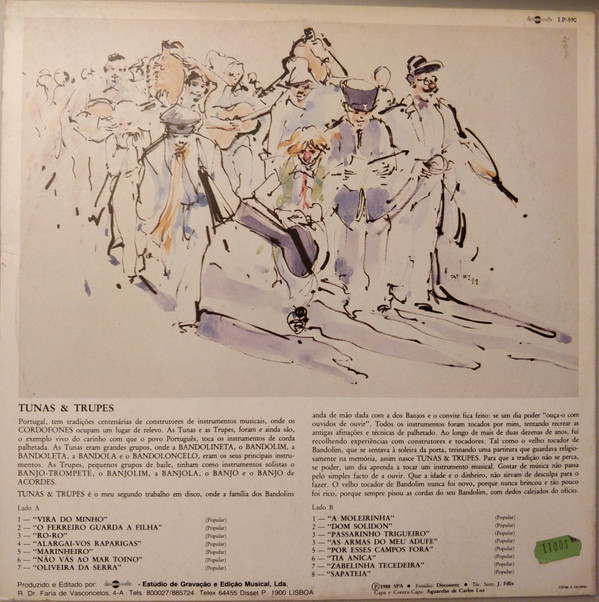 LP-592
TUNAS & TRUPES
Portugal, tem tradições centenárias de construtores de instrumentos musicais, onde os
CORDOFONES ocupam um lugar de relevo. As Tunas e as Trupes, foram e ainda são,
o exemplo vivo do carinho com que o povo Português, toca os instrumentos de corda
palhetada. As Tunas eram grandes grupos, onde a BANDOLINETA, o BANDOLIM, a
BANDOLETA, a BANDOLA e o BANDOLONCELO, eram os seus principais instru-
mentos. As Trupes, pequenos grupos de baile, tinham como instrumentos solistas o
BANJO-TROMPETE, o BANJOLIM, a BANJOLA, o BANJO e o BANJO de
ACORDES.
TUNAS & TRUPES é o meu segundo trabalho em disco, onde a família dos Bandolins
anda de mão dada com a dos Banjos e o convite fica feito: se um dia poder "ouça-o com
ouvidos de ouvir". Todos os instrumentos foram tocados por mim, tentando recrear as
antigas afinações e técnicas de palhetado. Ao longo de mais de duas dezenas de anos, fui
recolhendo experiências com construtores e tocadores. Tal como o velho tocador de
Bandolim, que se sentava à soleira da porta, treinando uma partitura que guardava religio-
samente na memória, assim nasce TUNAS & TRUPES. Para que a tradição não se perca,
se poder, um dia aprenda a tocar um instrumento musical. Gostar de música não passa
pelo simples facto de a ouvir. Que a idade e o dinheiro, não sirvam de desculpa para o
fazer. O velho tocador de Bandolim nunca foi novo, porque nunca brincou e tão pouco
foi rico, porque sempre pisou as cordas do seu Bandolim, com dedos calejados do ofício.
Lado A
1 — "VIRA DO MINHO" (Popular)
2 — "O FERREIRO GUARDA A FILHA" (Popular)
3 — "RO-RO" (Popular)
4 — "ALARGAI-VOS RAPARIGAS" (Popular)
5 — "MARINHEIRO" (Popular)
6 — "NÃO VÁS AO MAR TOINO" (Popular)
7 — "OLIVEIRA DA SERRA" (Popular)
Lado B
1 — "A MOLEIRINHA" (Popular)
2 — "DOM SOLIDON" (Popular)
3 — "PASSARINHO TRIGUEIRO" (Popular)
4 — "AS ARMAS DO MEU ADUFE" (Popular)
5 — "POR ESSES CAMPOS FORA" (Popular)
6 — "TIA ANICA" (Popular)
7 — "ZABELINHA TECEDEIRA" (Popular)
8 — "SAPATEIA" (Popular)
Produzido e Editado por: - Estúdio de Gravação e Edição Musical, Lda.
R. Dr. Faria de Vasconcelos, 4-A - Tels. 800027/885724 - Telex 64455 Disset P - 1900 LISBOA
Ⓟ 1988 SPA • Estúdio: Discossete • Téc. Som: J. Félix
Capa e Contra-Capa: Aguarelas de Carlos Luz